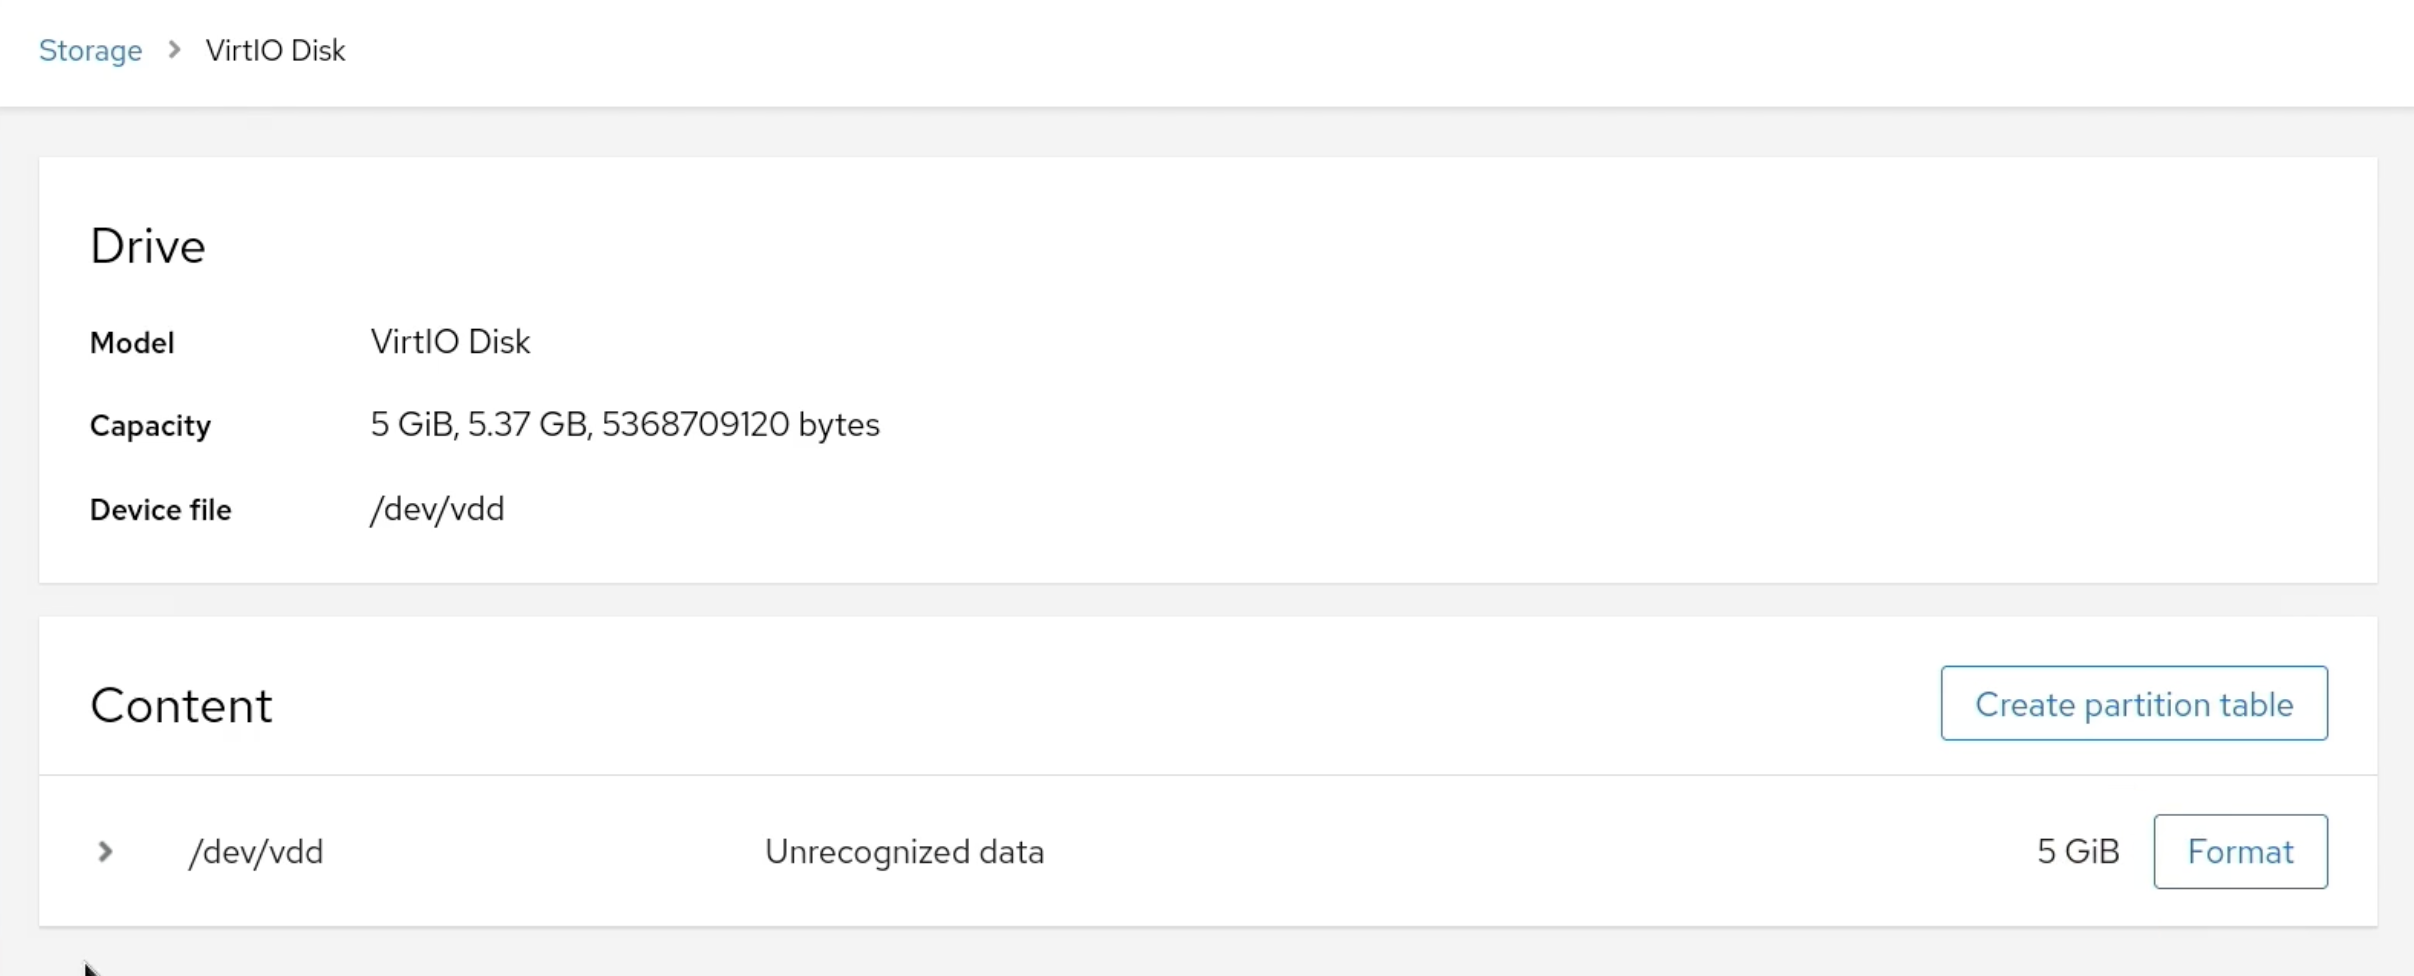 Storage VirtIO Disk
Drive
Model VirtIO Disk
Capacity 5 GiB, 5.37 GB, 5368709120 bytes
Device file /dev/vdd
Content Create partition table
/dev/vdd Unrecognized data 5 GiB Format